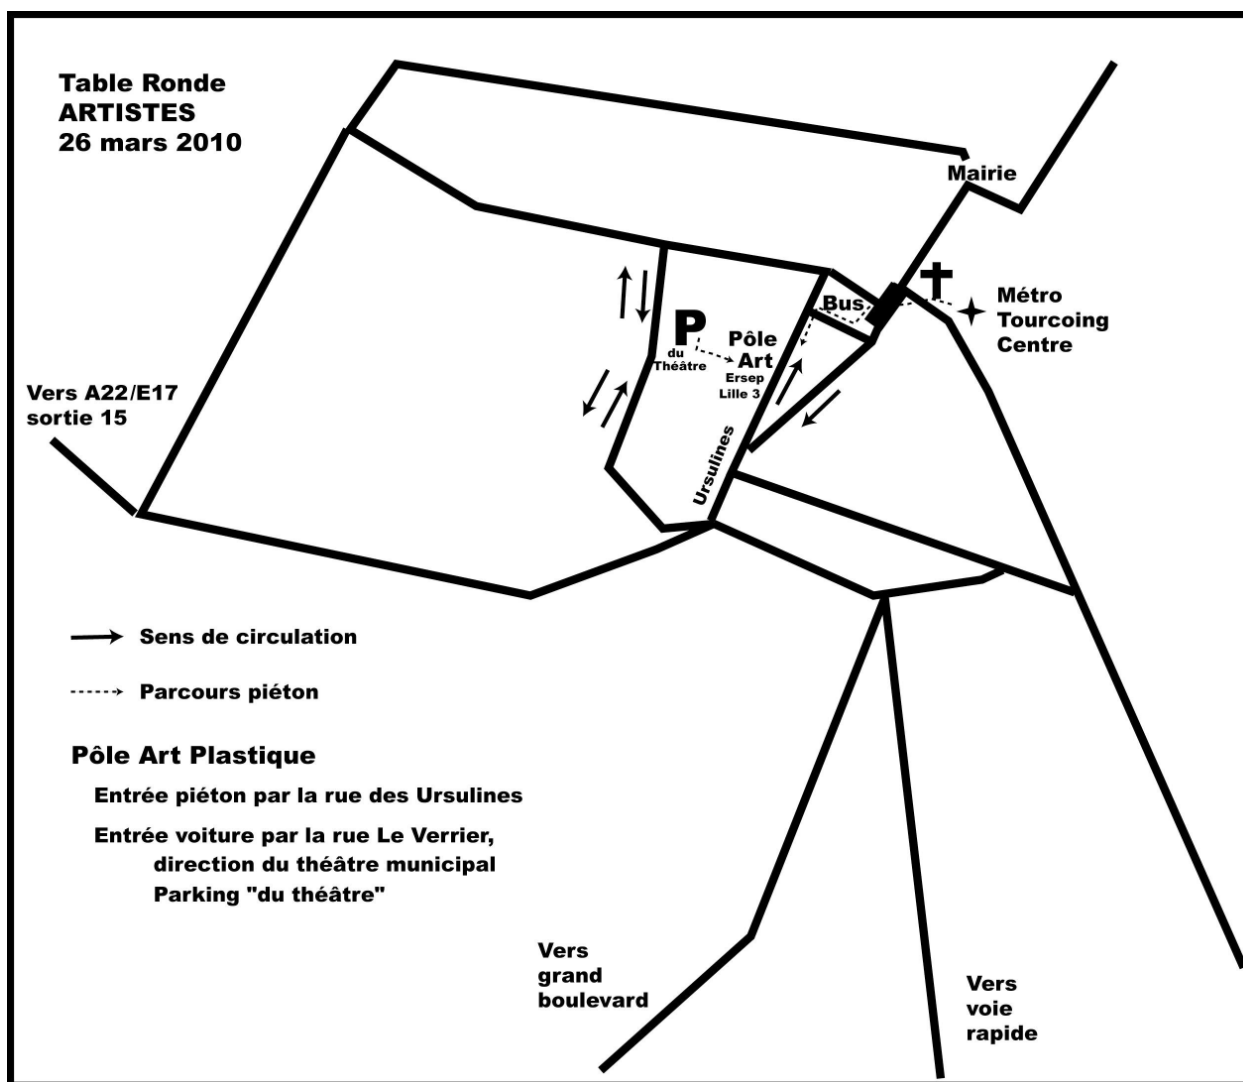 Table Ronde
ARTISTES
26 mars 2010
Mairie
Bus
Métro
Tourcoing
Centre
P
du
Théâtre
Pôle
Art
Ersep
Lille 3
Ursulines
Vers A22/E17
sortie 15
Sens de circulation
Parcours piéton
Pôle Art Plastique
Entrée piéton par la rue des Ursulines
Entrée voiture par la rue Le Verrier,
direction du théâtre municipal
Parking "du théâtre"
Vers
grand
boulevard
Vers
voie
rapide